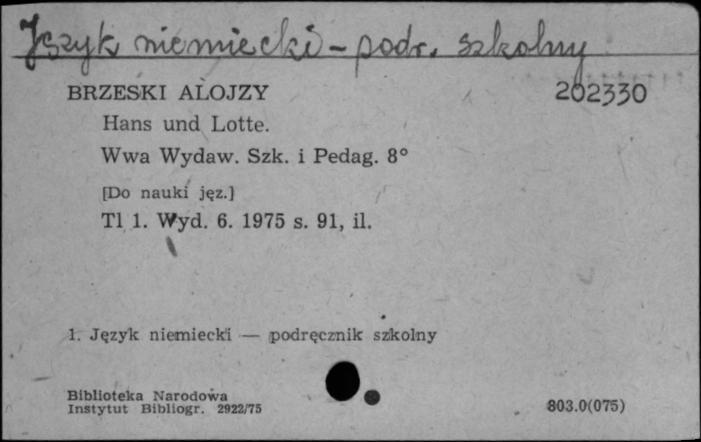 Język niemiecki – podr. szkolny
BRZESKI ALOJZY 202330
Hans und Lotte.
Wwa Wydaw. Szk. i Pedag. 8°
[Do nauki jęz.]
Tl 1. Wyd. 6. 1975 s. 91, il.
1. Język niemiecki — podręcznik szkolny
Biblioteka Narodowa
Instytut Bibliogr. 2922/75 803.0(075)